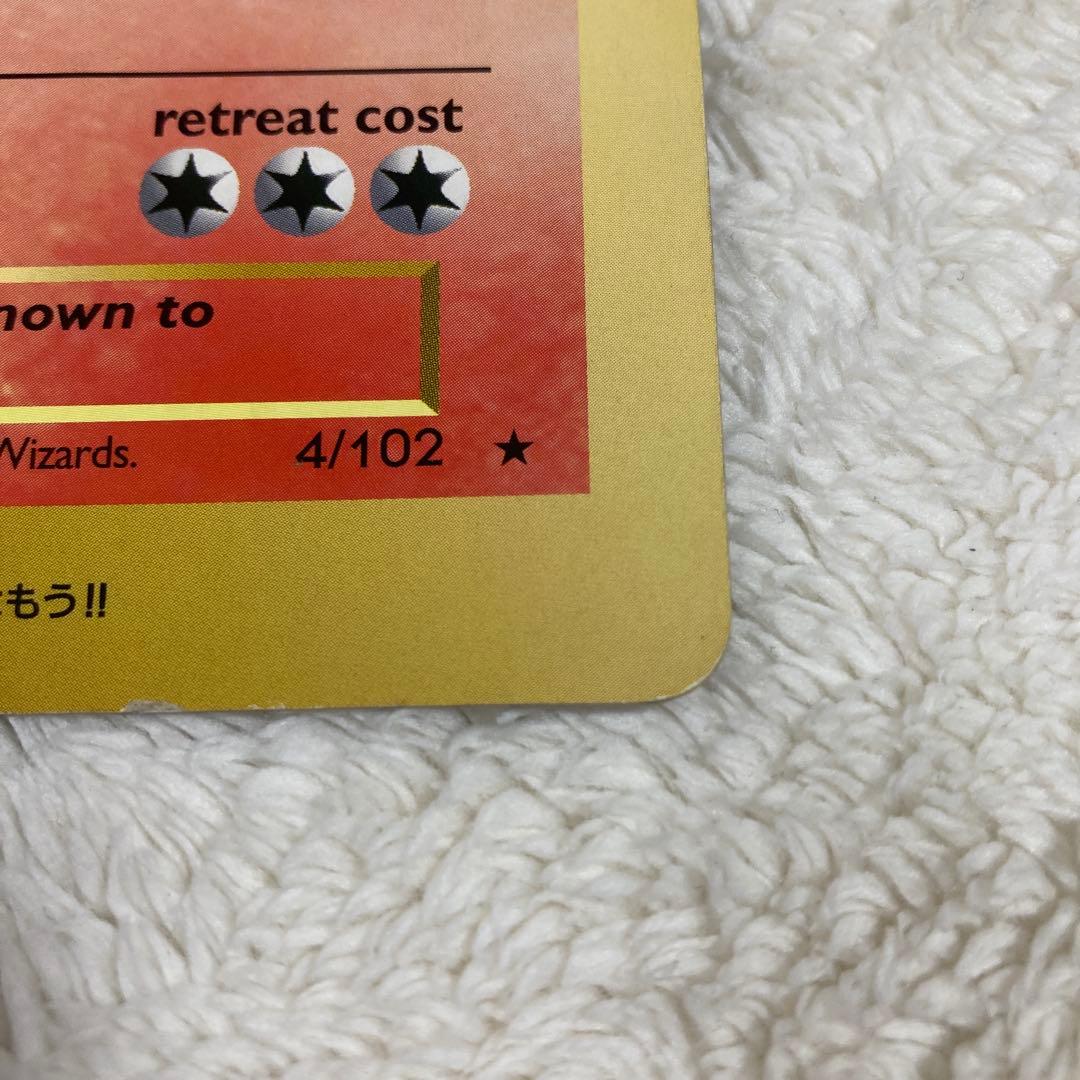 retreat cost
nown to
Wizards. 4/102 ★
もう!!